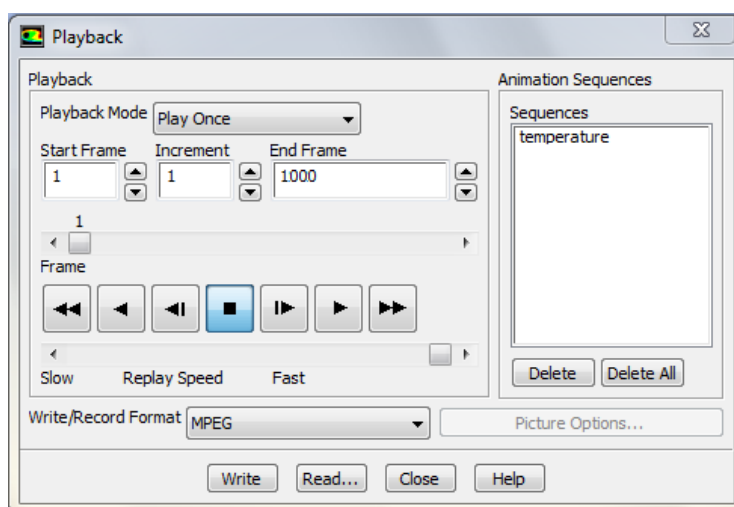 Playback
Playback
Animation Sequences
Playback Mode Play Once
Sequences
temperature
Start Frame Increment End Frame
1 1 1000
1
Frame
Slow Replay Speed Fast
Delete Delete All
Write/Record Format MPEG Picture Options...
Write Read... Close Help